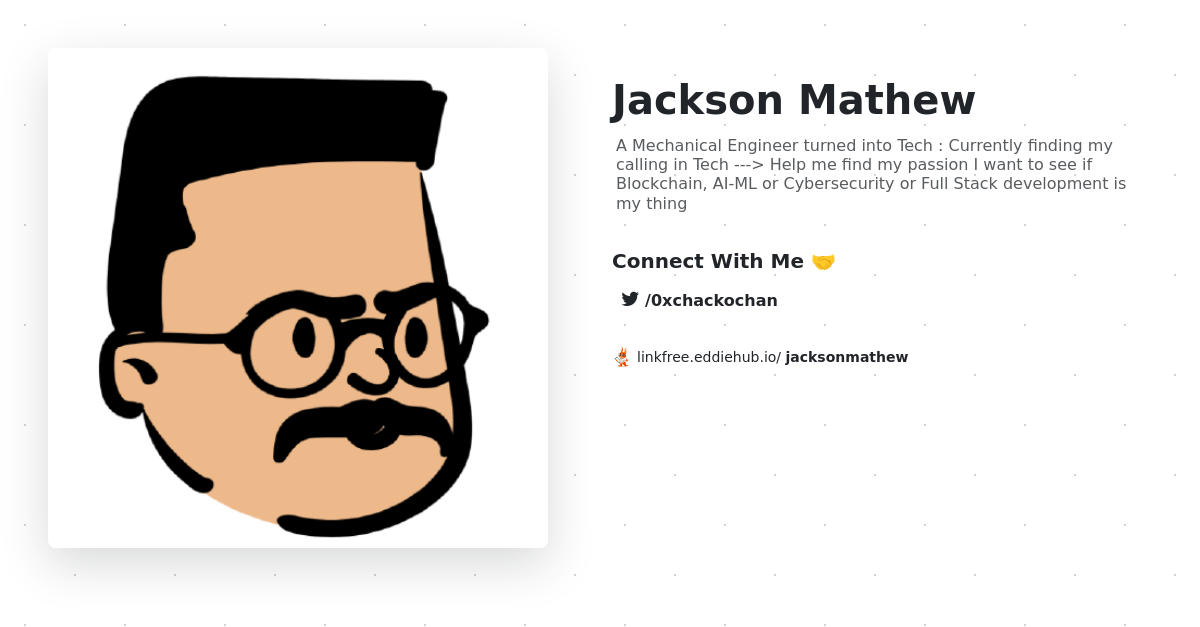 Jackson Mathew
A Mechanical Engineer turned into Tech : Currently finding my
calling in Tech ---> Help me find my passion I want to see if
Blockchain, AI-ML or Cybersecurity or Full Stack development is
my thing
Connect With Me 🤝
/0xchackochan
linkfree.eddiehub.io/ jacksonmathew